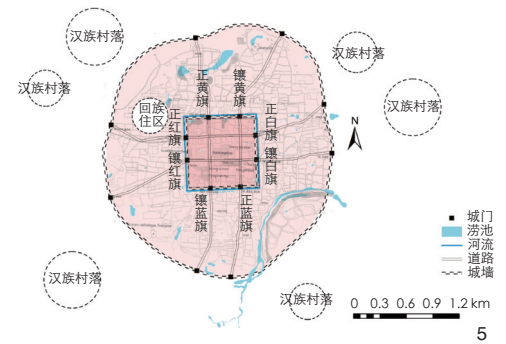 汉族村落
汉族村落
汉族村落
汉族村落
正黄旗
镶黄旗
回族
住区
正红旗
正白旗
镶红旗
镶白旗
镶蓝旗
正蓝旗
N
汉族村落
汉族村落
城门
涝池
河流
道路
城墙
0 0.3 0.6 0.9 1.2 km
5